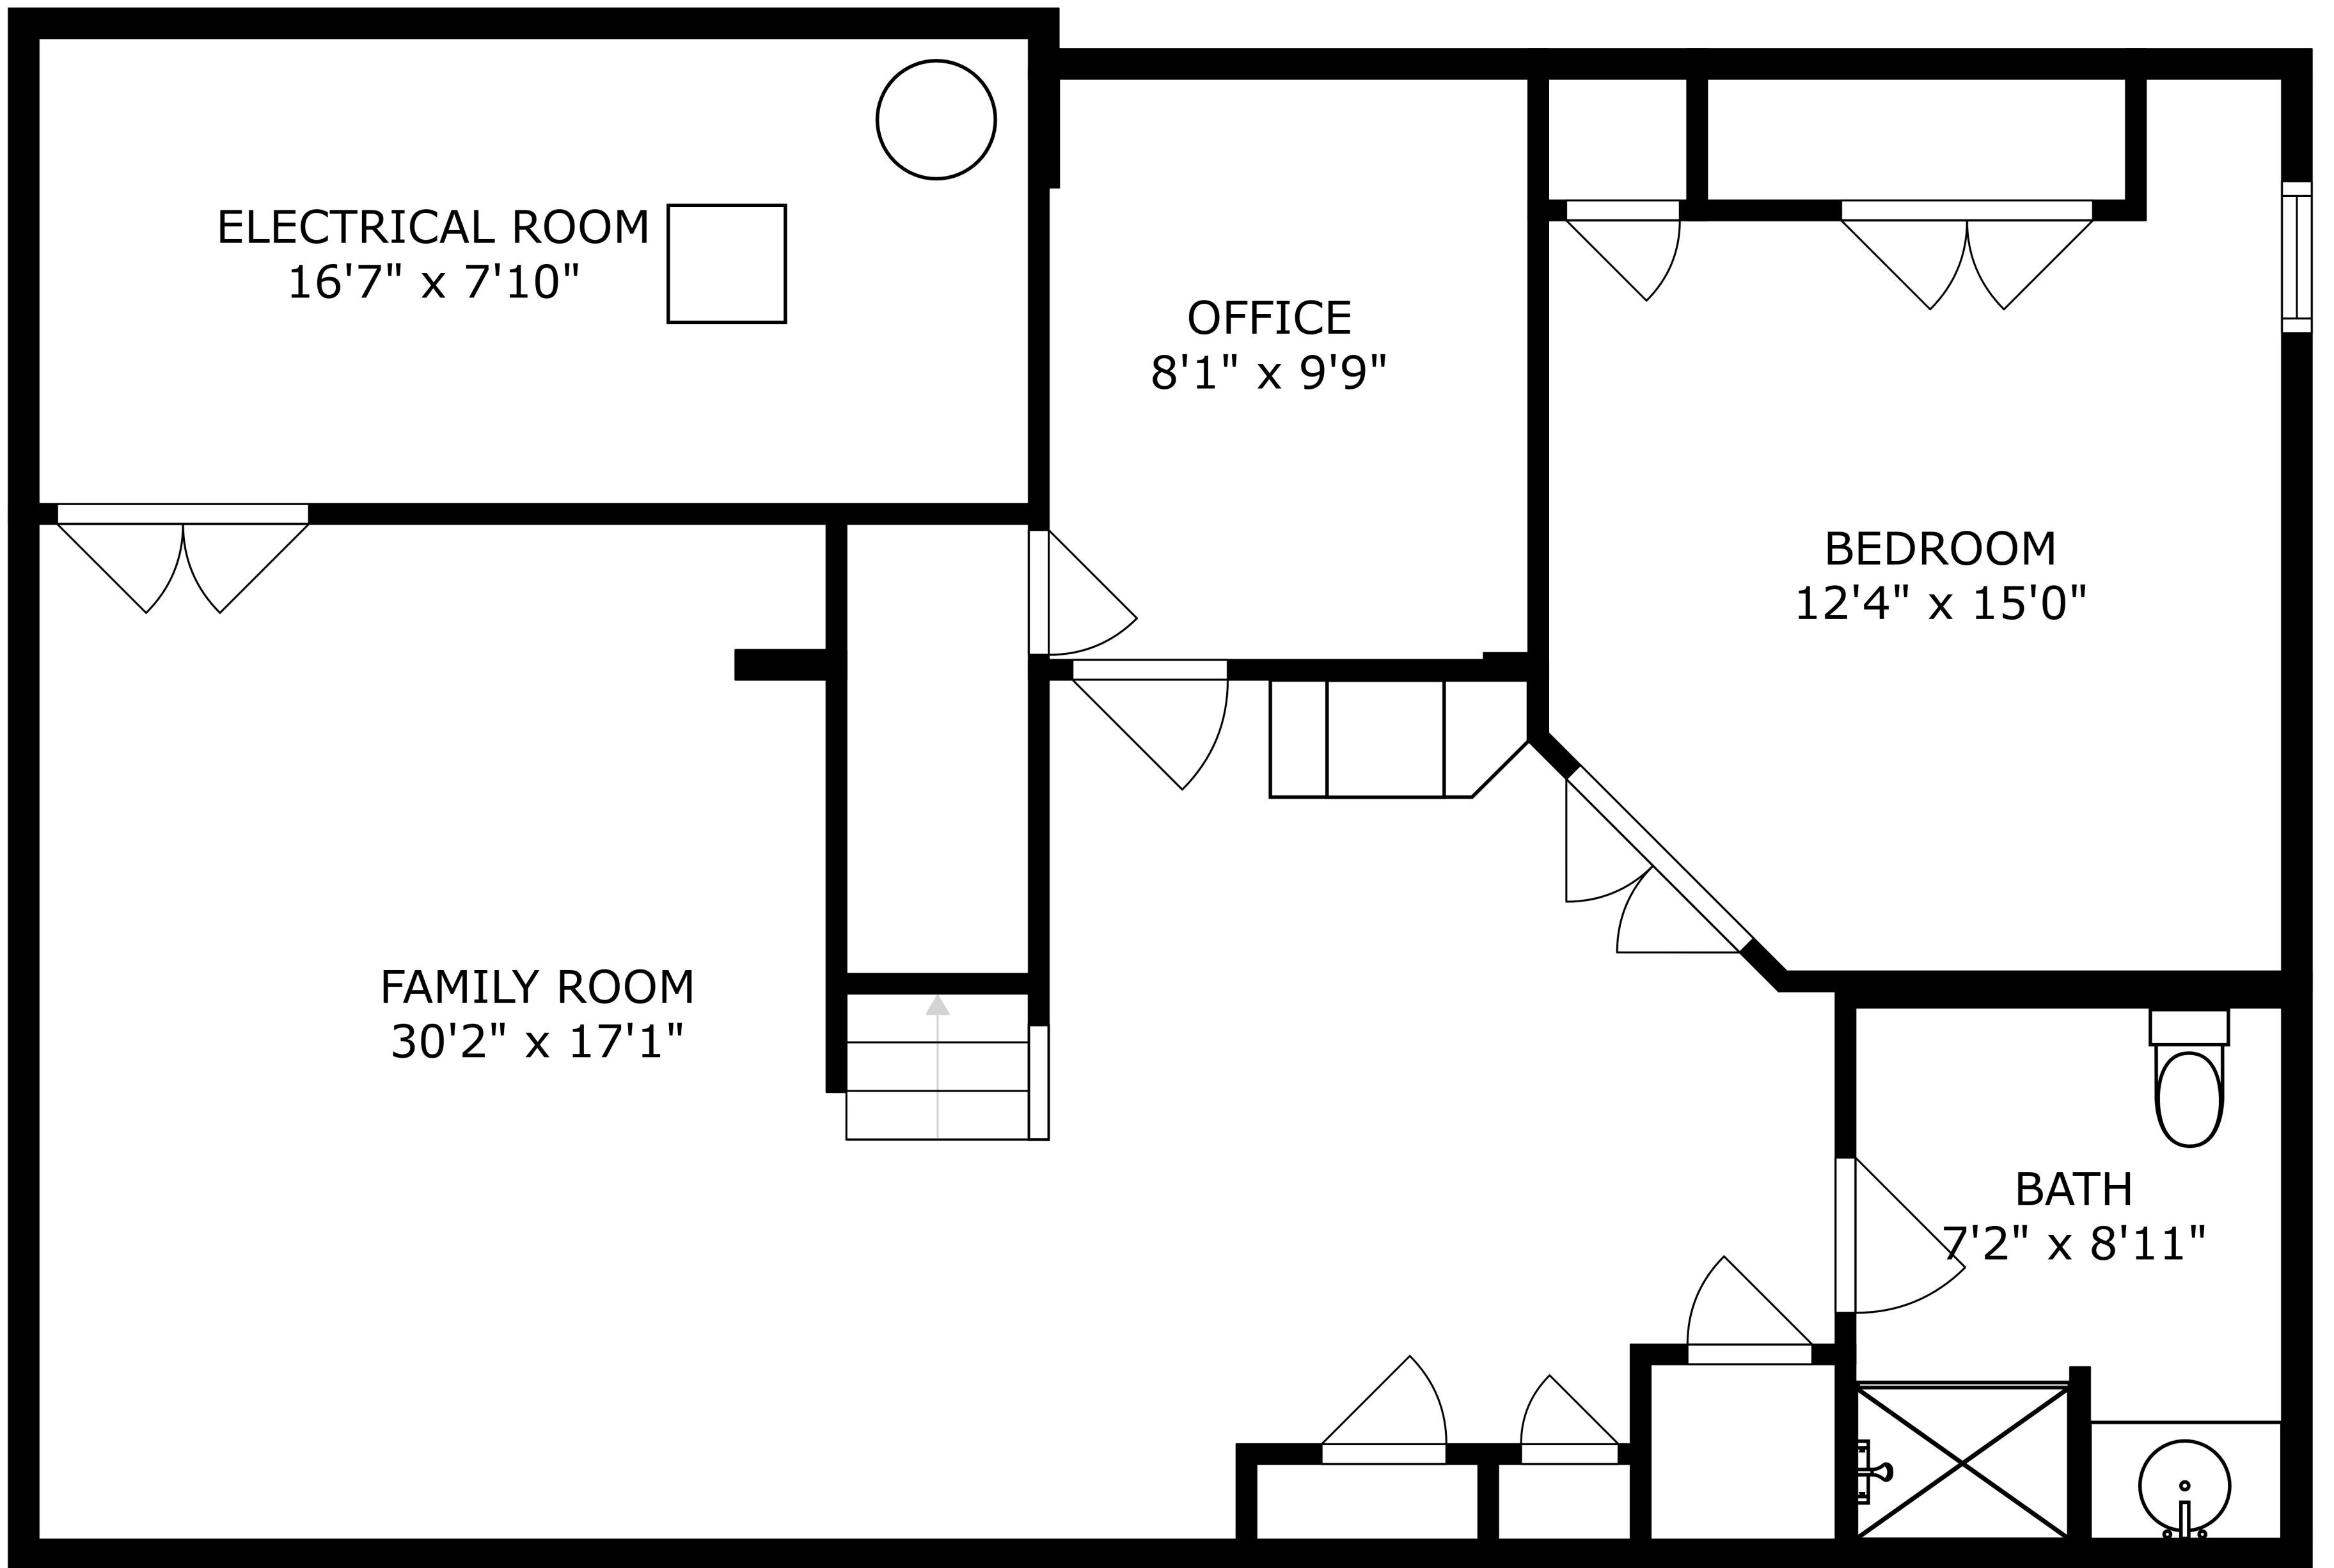 ELECTRICAL ROOM
16'7" x 7'10"
OFFICE
8'1" x 9'9"
BEDROOM
12'4" x 15'0"
FAMILY ROOM
30'2" x 17'1"
BATH
7'2" x 8'11"